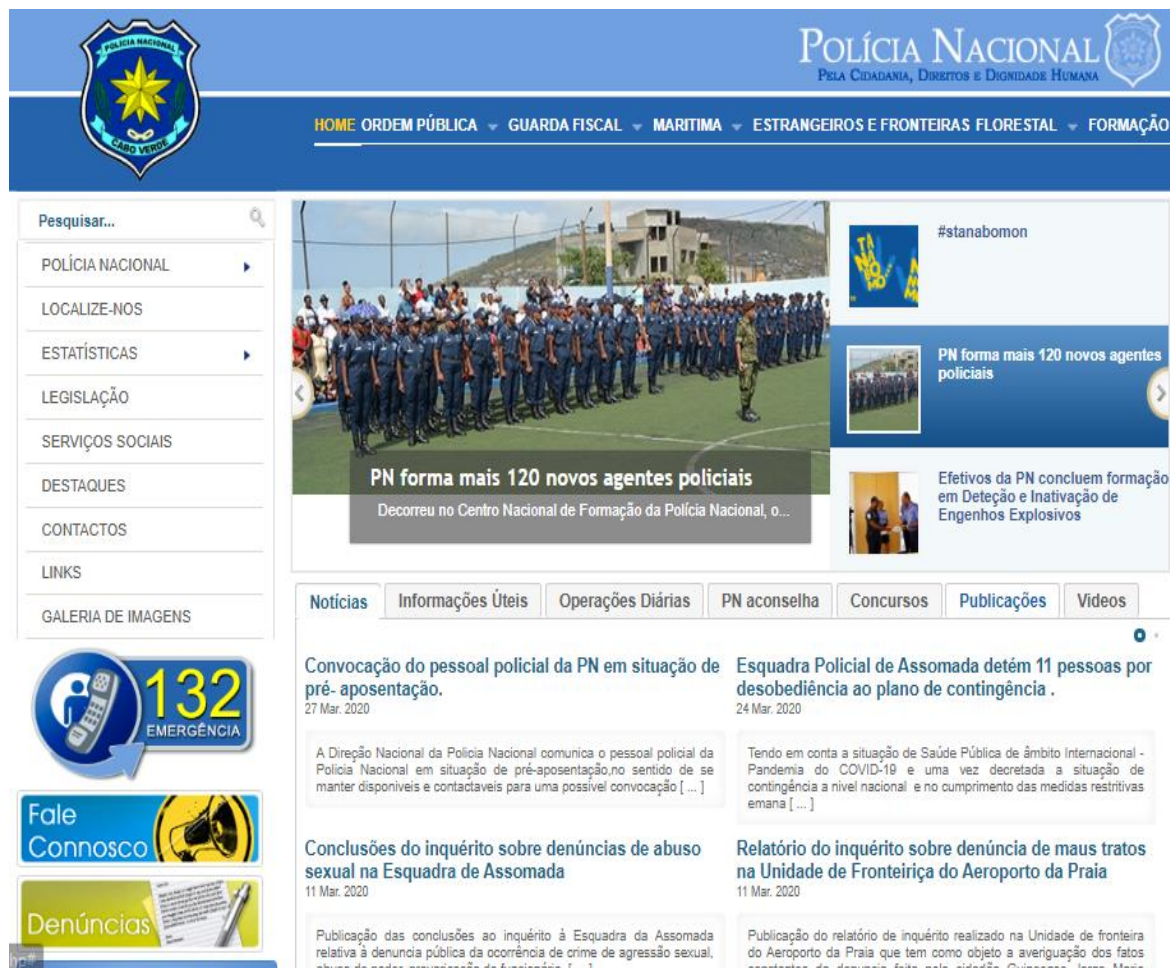 POLICIA NACIONAL
CABO VERDE
POLÍCIA NACIONAL
PELA CIDADANIA, DIREITOS E DIGNIDADE HUMANA
HOME ORDEM PÚBLICA GUARDA FISCAL MARITIMA ESTRANGEIROS E FRONTEIRAS FLORESTAL FORMAÇÃO
Pesquisar...
POLÍCIA NACIONAL
LOCALIZE-NOS
ESTATÍSTICAS
LEGISLAÇÃO
SERVIÇOS SOCIAIS
DESTAQUES
CONTACTOS
LINKS
GALERIA DE IMAGENS
132
EMERGÊNCIA
Fale
Connosco
Denúncias
hp#
PN forma mais 120 novos agentes policiais
Decorreu no Centro Nacional de Formação da Polícia Nacional, o...
#stanabomon
PN forma mais 120 novos agentes
policiais
Efetivos da PN concluem formação
em Deteção e Inativação de
Engenhos Explosivos
Notícias Informações Úteis Operações Diárias PN aconselha Concursos Publicações Videos
Convocação do pessoal policial da PN em situação de
pré- aposentação.
27 Mar. 2020
A Direção Nacional da Policia Nacional comunica o pessoal policial da
Policia Nacional em situação de pré-aposentação,no sentido de se
manter disponiveis e contactaveis para uma possível convocação [ ... ]
Esquadra Policial de Assomada detém 11 pessoas por
desobediência ao plano de contingência .
24 Mar. 2020
Tendo em conta a situação de Saúde Pública de âmbito Internacional -
Pandemia do COVID-19 e uma vez decretada a situação de
contingência a nivel nacional e no cumprimento das medidas restritivas
emana [ ... ]
Conclusões do inquérito sobre denúncias de abuso
sexual na Esquadra de Assomada
11 Mar. 2020
Publicação das conclusões ao inquérito à Esquadra da Assomada
relativa à denuncia pública da ocorrência de crime de agressão sexual,
Relatório do inquérito sobre denúncia de maus tratos
na Unidade de Fronteiriça do Aeroporto da Praia
11 Mar. 2020
Publicação do relatório de inquérito realizado na Unidade de fronteira
do Aeroporto da Praia que tem como objeto a averiguação dos fatos